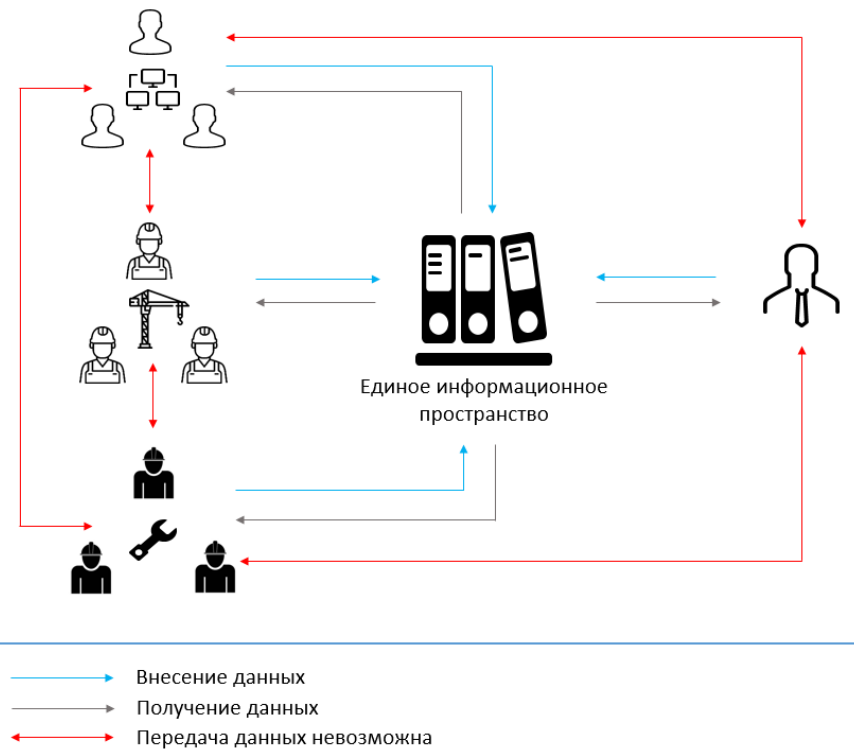 Единое информационное
пространство
Внесение данных
Получение данных
Передача данных невозможна